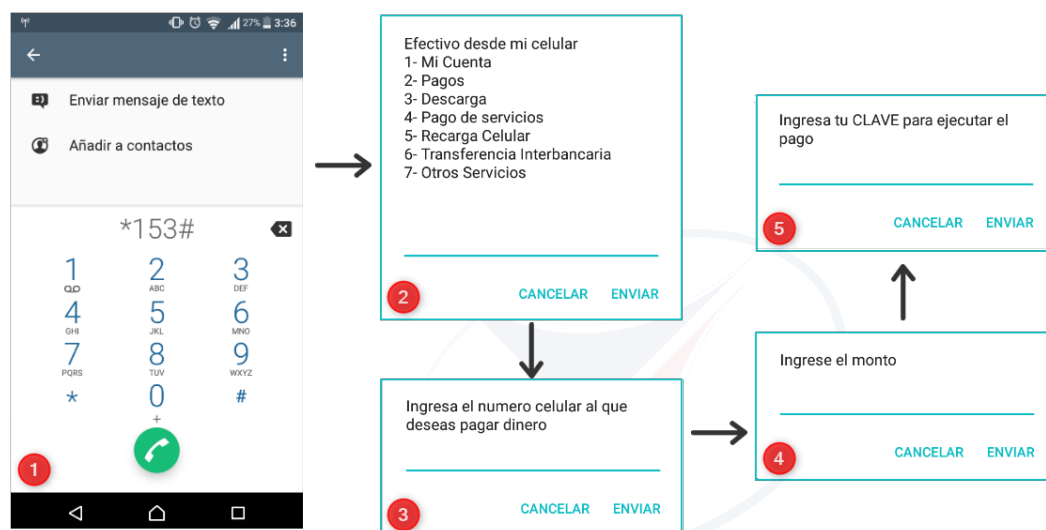 27% 3:36
Enviar mensaje de texto
Añadir a contactos
*153#
1 2 3
ABC DEF
4 5 6
GHI JKL MNO
7 8 9
PQRS TUV WXYZ
* 0 #
+
1
Efectivo desde mi celular
1- Mi Cuenta
2- Pagos
3- Descarga
4- Pago de servicios
5- Recarga Celular
6- Transferencia Interbancaria
7- Otros Servicios
2
CANCELAR ENVIAR
Ingresa el numero celular al que
deseas pagar dinero
3
CANCELAR ENVIAR
Ingrese el monto
4
CANCELAR ENVIAR
Ingresa tu CLAVE para ejecutar el
pago
5
CANCELAR ENVIAR